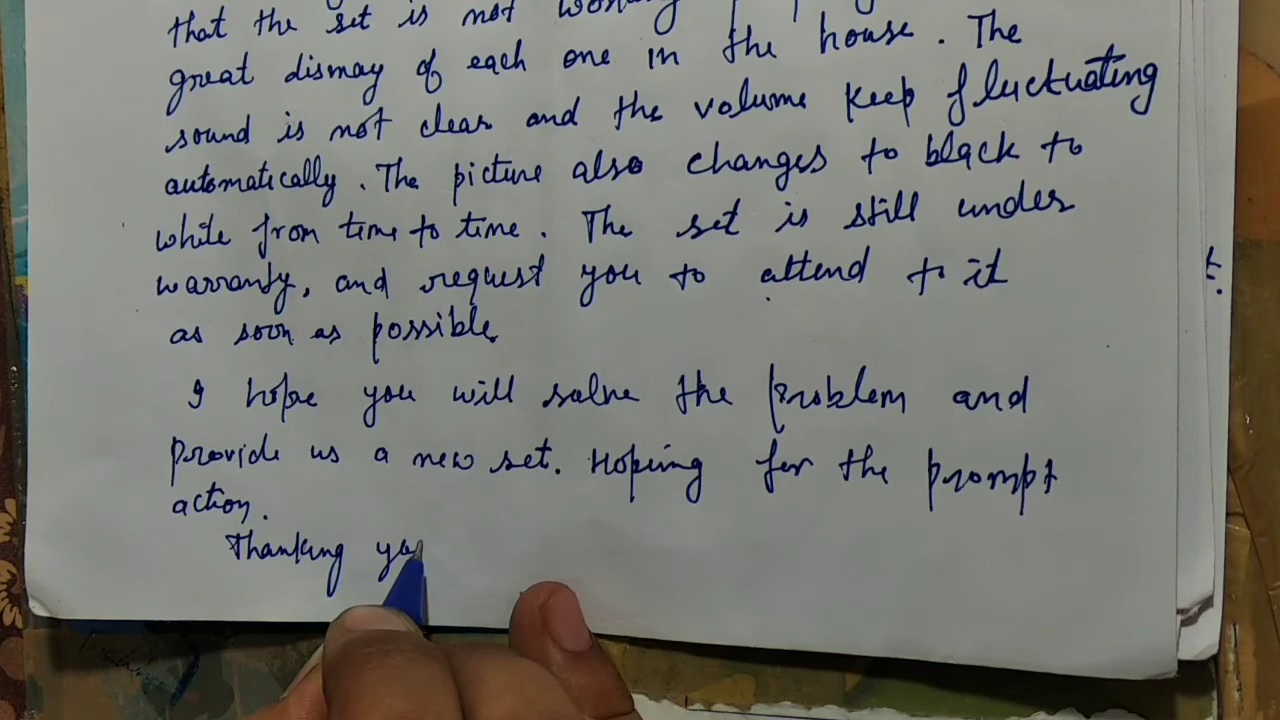 that the set is not
great dismay of each one in the house. The
sound is not clear and the volume keep fluctuating
automatically. The picture also changes to black to
white from time to time. The set is still under
warranty, and request you to attend to it
as soon as possible.
I hope you will solve the problem and
provide us a new set. Hoping for the prompt
action.
Thanking yo